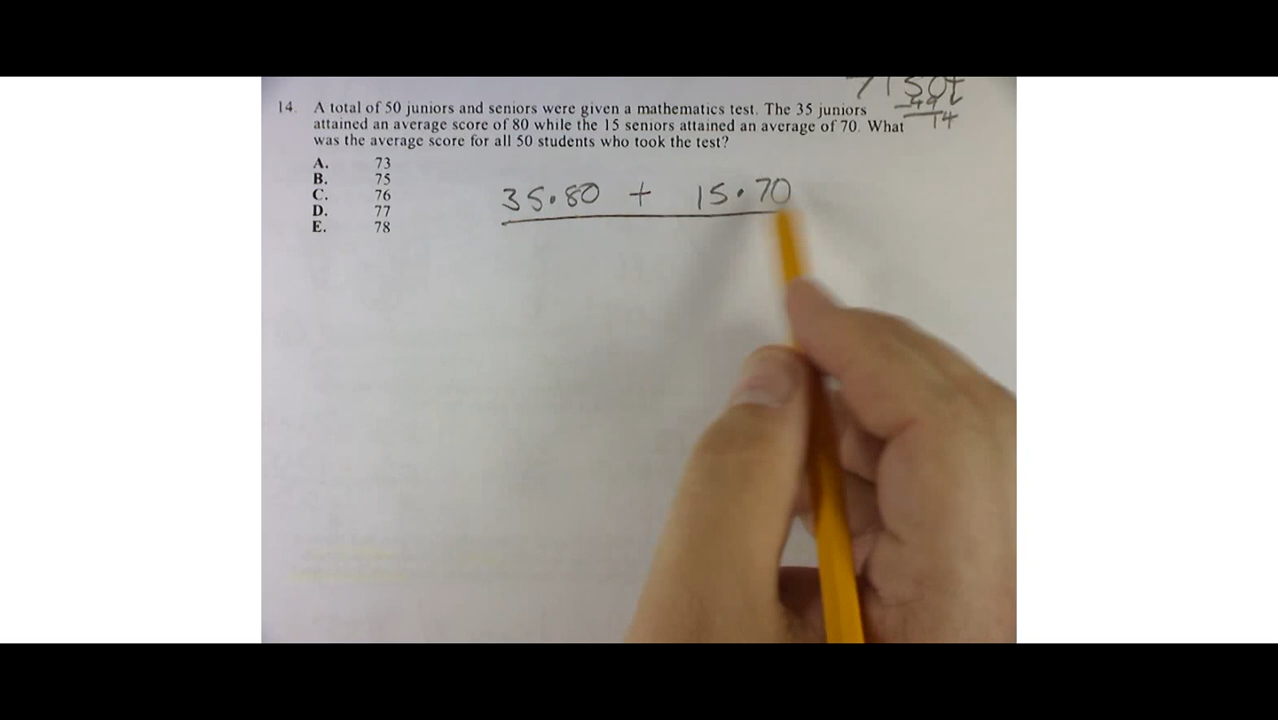 14. A total of 50 juniors and seniors were given a mathematics test. The 35 juniors
attained an average score of 80 while the 15 seniors attained an average of 70. What
was the average score for all 50 students who took the test?
A. 73
B. 75
C. 76
D. 77
E. 78
35·80 + 15·70
14